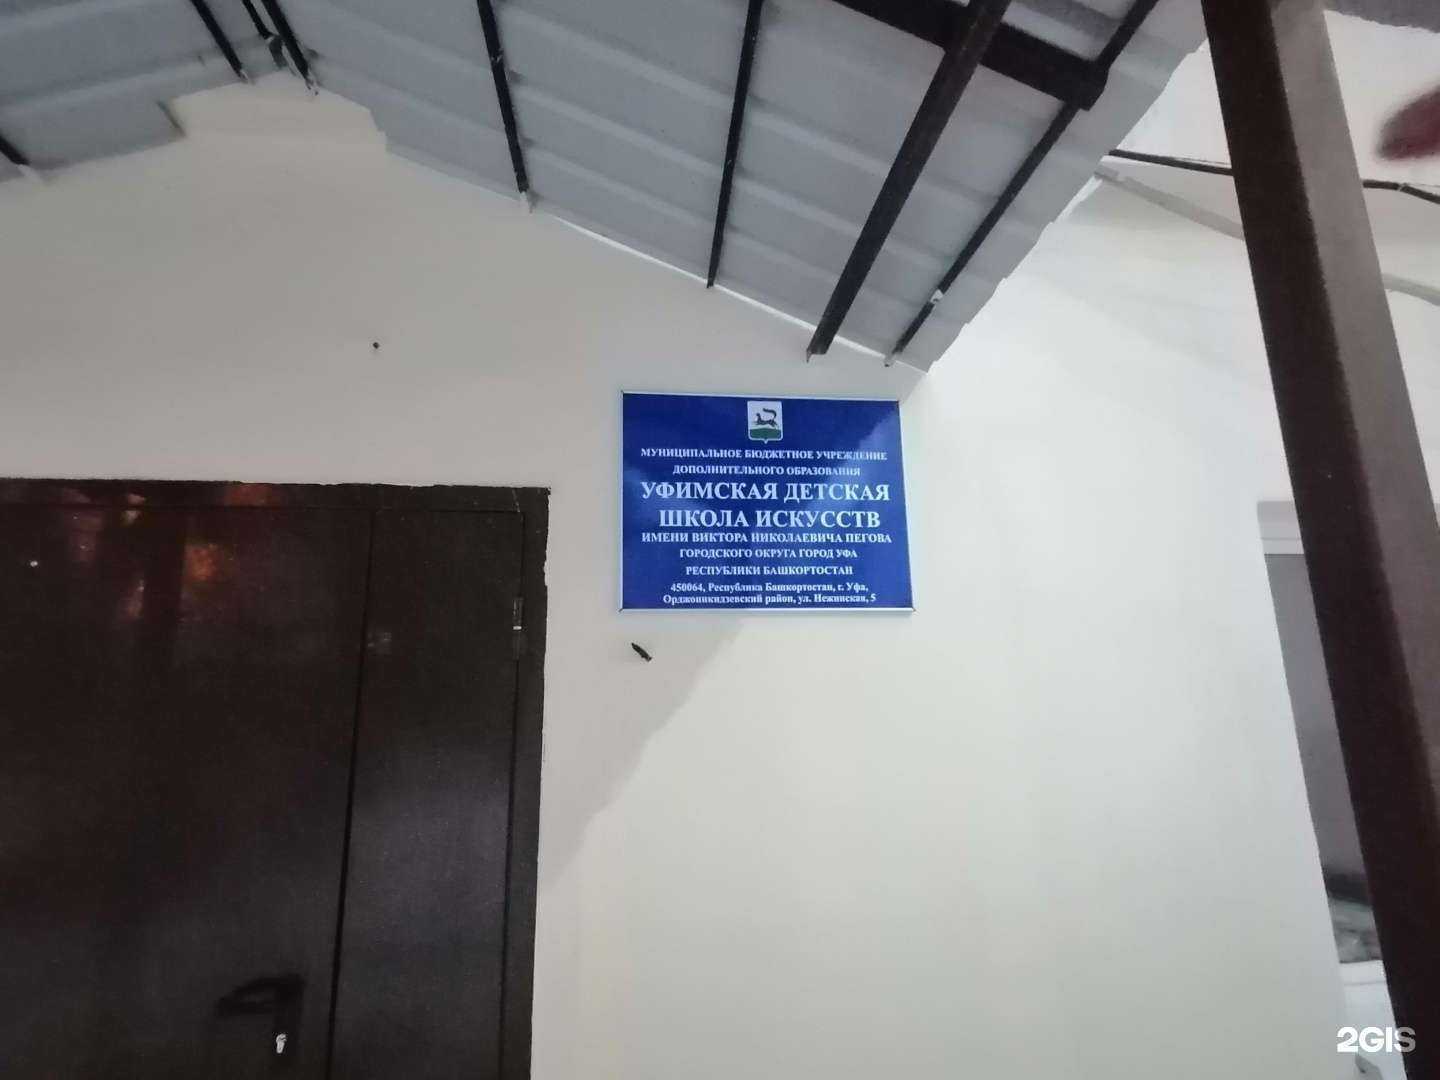 МУНИЦИПАЛЬНОЕ БЮДЖЕТНОЕ УЧРЕЖДЕНИЕ
ДОПОЛНИТЕЛЬНОГО ОБРАЗОВАНИЯ
УФИМСКАЯ ДЕТСКАЯ
ШКОЛА ИСКУССТВ
ИМЕНИ ВИКТОРА НИКОЛАЕВИЧА ПЕГОВА
ГОРОДСКОГО ОКРУГА ГОРОД УФА
РЕСПУБЛИКИ БАШКОРТОСТАН
450064, Республика Башкортостан, г. Уфа,
Орджоникидзевский район, ул. Нежинская, 5
2GIS